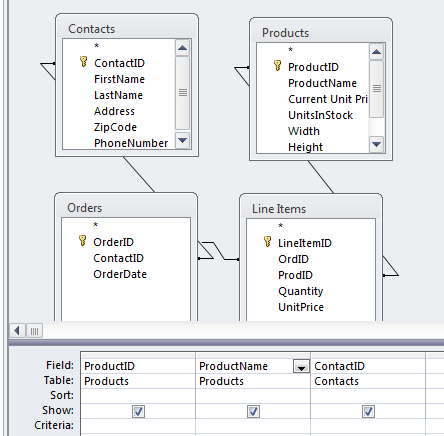 Contacts
*
ContactID
FirstName
LastName
Address
ZipCode
PhoneNumber
Products
*
ProductID
ProductName
Current Unit Pri
UnitsInStock
Width
Height
Orders
*
OrderID
ContactID
OrderDate
Line Items
*
LineItemID
OrdID
ProdID
Quantity
UnitPrice
Field: ProductID ProductName ContactID
Table: Products Products Contacts
Sort:
Show:
Criteria: